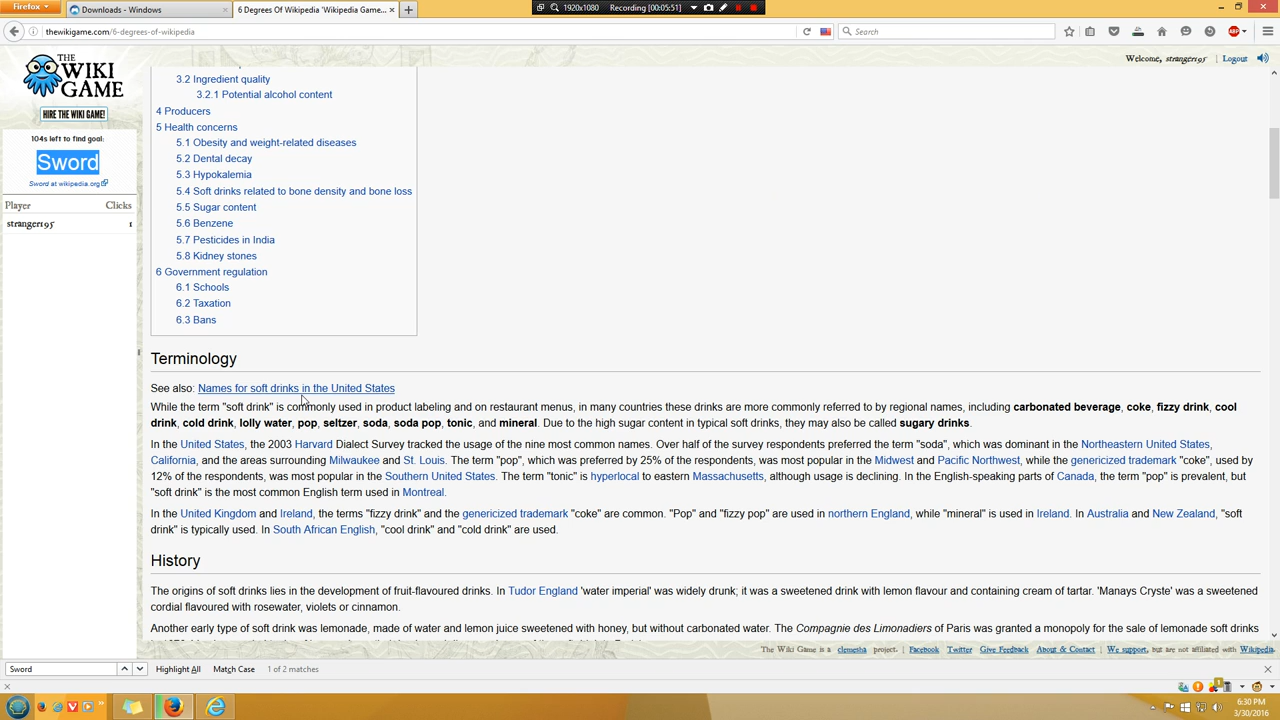 Firefox
Downloads - Windows
6 Degrees Of Wikipedia 'Wikipedia Game...
1920x1080
Recording [00:05:51]
thewikigame.com/6-degrees-of-wikipedia
Search
ABP
THE
WIKI
GAME
HIRE THE WIKI GAME!
104s left to find goal:
Sword
Sword at wikipedia.org
Player Clicks
stranger195 1
Welcome, stranger195 | Logout
3.2 Ingredient quality
3.2.1 Potential alcohol content
4 Producers
5 Health concerns
5.1 Obesity and weight-related diseases
5.2 Dental decay
5.3 Hypokalemia
5.4 Soft drinks related to bone density and bone loss
5.5 Sugar content
5.6 Benzene
5.7 Pesticides in India
5.8 Kidney stones
6 Government regulation
6.1 Schools
6.2 Taxation
6.3 Bans
Terminology
See also: Names for soft drinks in the United States
While the term "soft drink" is commonly used in product labeling and on restaurant menus, in many countries these drinks are more commonly referred to by regional names, including carbonated beverage, coke, fizzy drink, cool
drink, cold drink, lolly water, pop, seltzer, soda, soda pop, tonic, and mineral. Due to the high sugar content in typical soft drinks, they may also be called sugary drinks.
In the United States, the 2003 Harvard Dialect Survey tracked the usage of the nine most common names. Over half of the survey respondents preferred the term "soda", which was dominant in the Northeastern United States,
California, and the areas surrounding Milwaukee and St. Louis. The term "pop", which was preferred by 25% of the respondents, was most popular in the Midwest and Pacific Northwest, while the genericized trademark "coke", used by
12% of the respondents, was most popular in the Southern United States. The term "tonic" is hyperlocal to eastern Massachusetts, although usage is declining. In the English-speaking parts of Canada, the term "pop" is prevalent, but
"soft drink" is the most common English term used in Montreal.
In the United Kingdom and Ireland, the terms "fizzy drink" and the genericized trademark "coke" are common. "Pop" and "fizzy pop" are used in northern England, while "mineral" is used in Ireland. In Australia and New Zealand, "soft
drink" is typically used. In South African English, "cool drink" and "cold drink" are used.
History
The origins of soft drinks lies in the development of fruit-flavoured drinks. In Tudor England 'water imperial' was widely drunk; it was a sweetened drink with lemon flavour and containing cream of tartar. 'Manays Cryste' was a sweetened
cordial flavoured with rosewater, violets or cinnamon.
Another early type of soft drink was lemonade, made of water and lemon juice sweetened with honey, but without carbonated water. The Compagnie des Limonadiers of Paris was granted a monopoly for the sale of lemonade soft drinks
The Wiki Game is a clemesha project. | Facebook Twitter Give Feedback About & Contact | We support, but are not affiliated with Wikipedia.
Sword Highlight All Match Case 1 of 2 matches
6:30 PM
3/30/2016